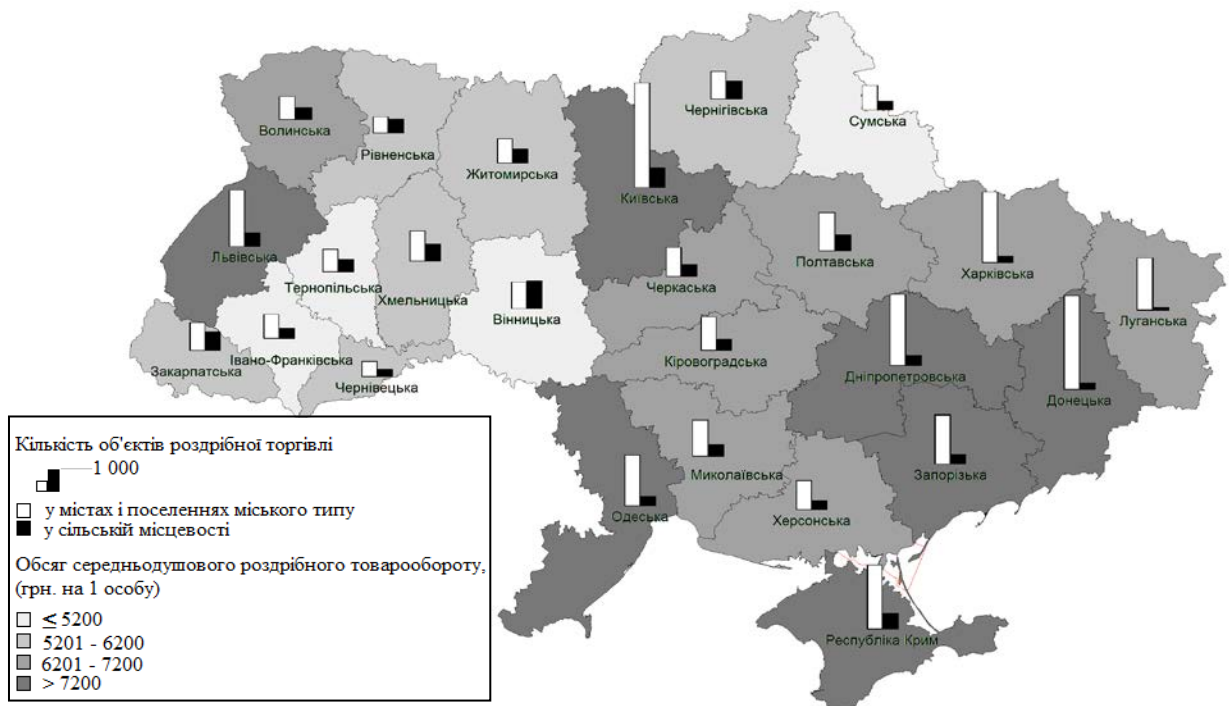 Чернігівська
Сумська
Волинська
Рівненська
Житомирська
Київська
Львівська
Тернопільська
Хмельницька
Вінницька
Черкаська
Полтавська
Харківська
Луганська
Закарпатська
Івано-Франківська
Чернівецька
Кіровоградська
Дніпропетровська
Донецька
Миколаївська
Запорізька
Одеська
Херсонська
Республіка Крим
Кількість об'єктів роздрібної торгівлі
1 000
у містах і поселеннях міського типу
у сільській місцевості
Обсяг середньодушового роздрібного товарообороту,
(грн. на 1 особу)
≤ 5200
5201 - 6200
6201 - 7200
> 7200